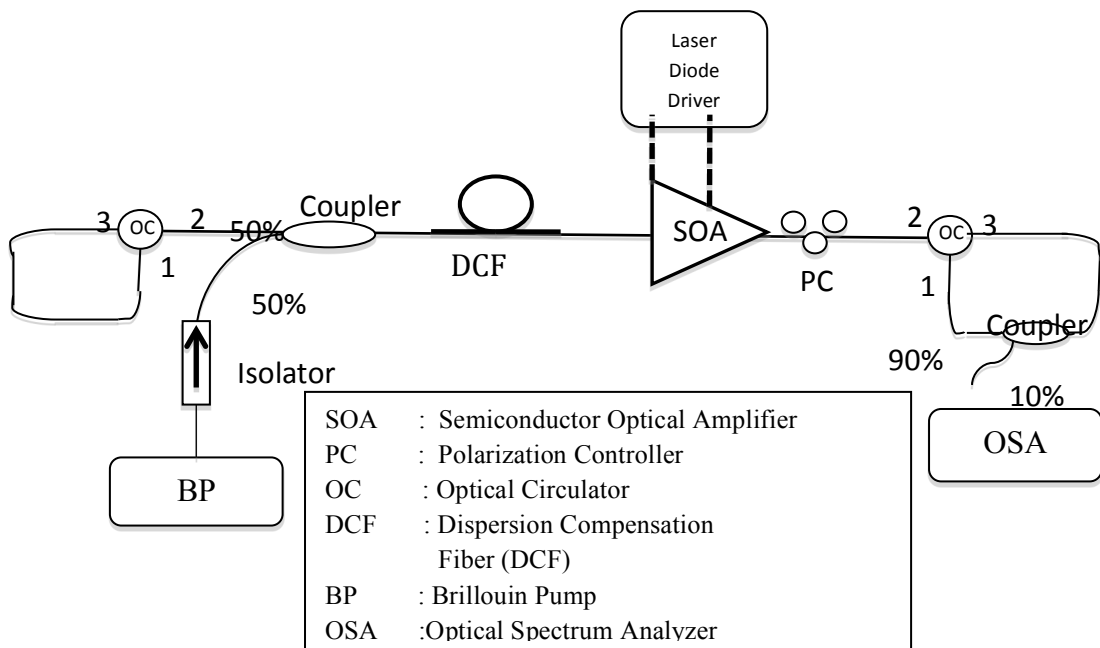 Laser
Diode
Driver
Coupler
3
OC
2
50%
1
DCF
SOA
PC
2
OC
3
1
50%
Coupler
90%
10%
Isolator
BP
OSA
SOA : Semiconductor Optical Amplifier
PC : Polarization Controller
OC : Optical Circulator
DCF : Dispersion Compensation
Fiber (DCF)
BP : Brillouin Pump
OSA :Optical Spectrum Analyzer